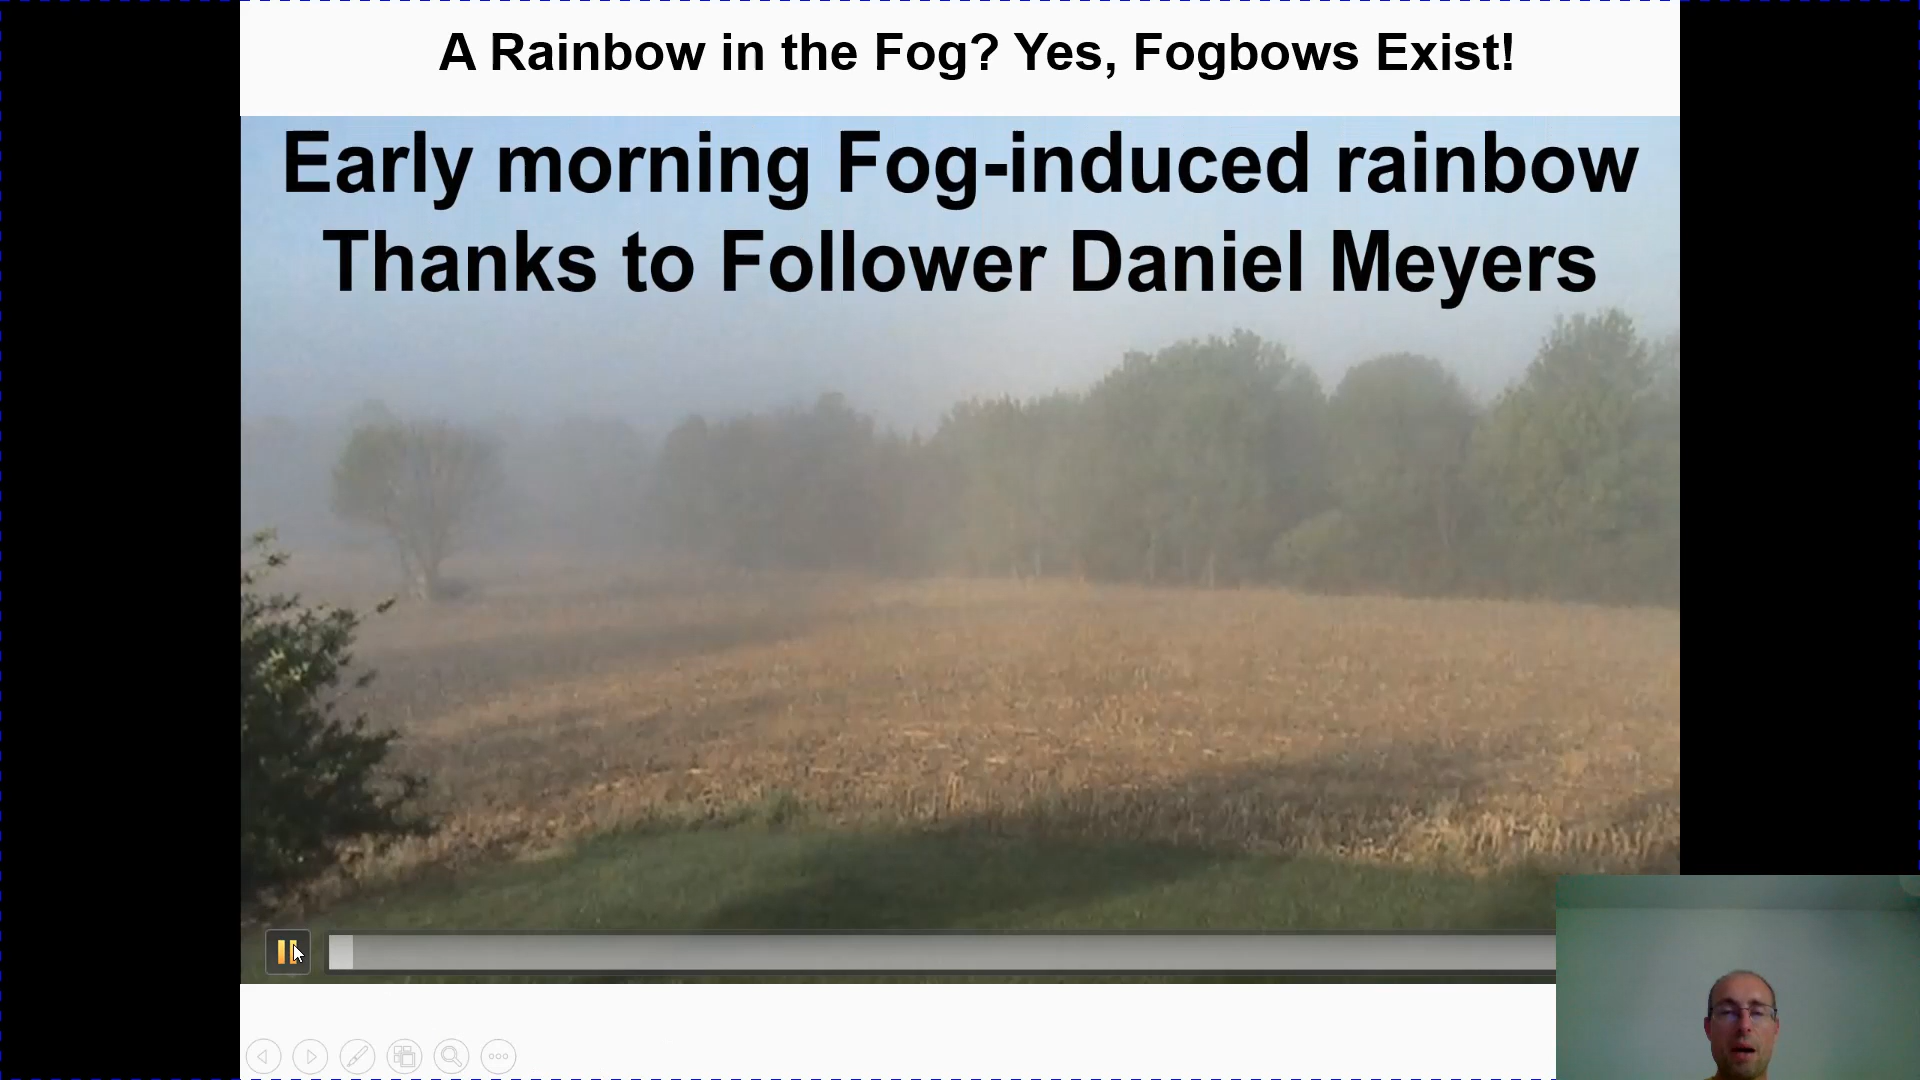 A Rainbow in the Fog? Yes, Fogbows Exist!
Early morning Fog-induced rainbow
Thanks to Follower Daniel Meyers